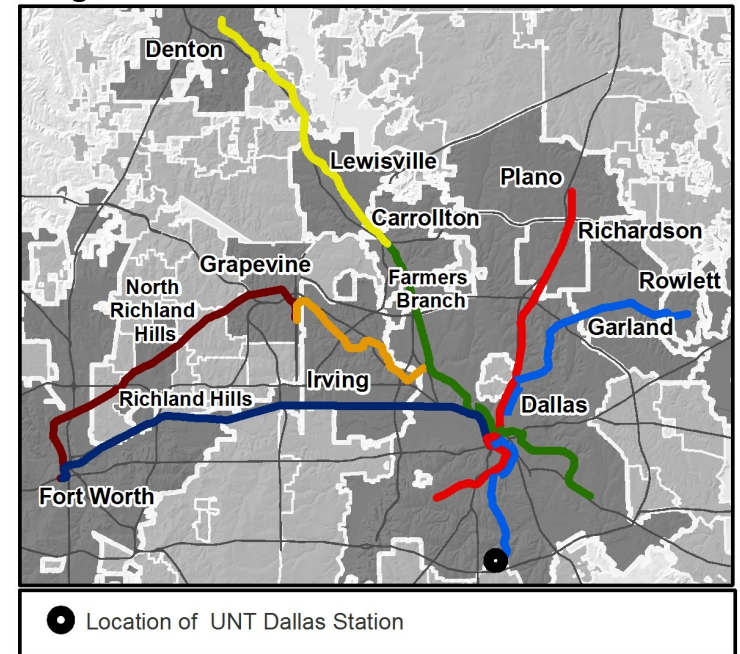 Denton
Lewisville
Plano
Carrollton
Richardson
Grapevine
Farmers
Branch
Rowlett
North
Richland
Hills
Garland
Irving
Richland Hills
Dallas
Fort Worth
Location of UNT Dallas Station